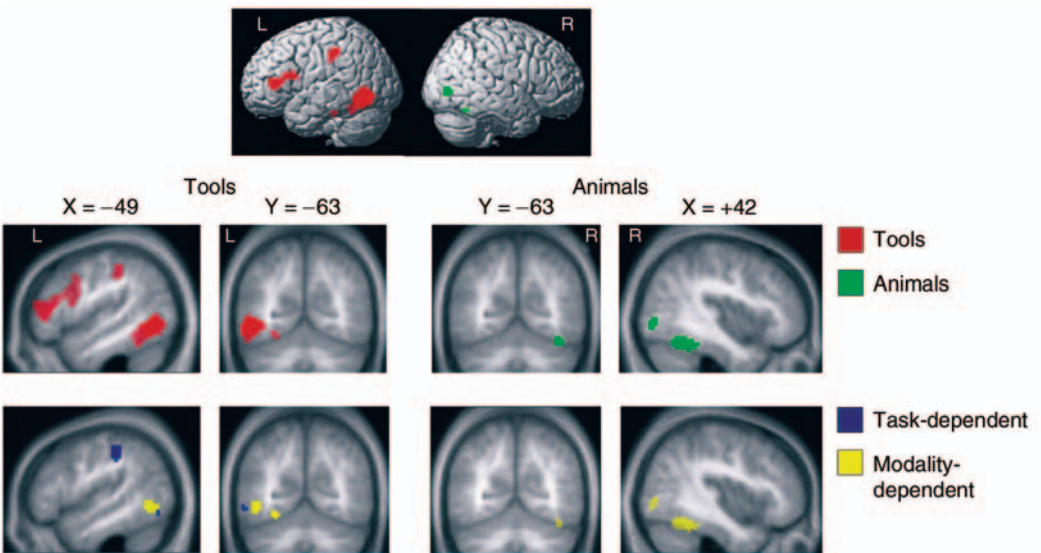 L R
Tools Animals
X = –49 Y = –63 Y = –63 X = +42
L L R R
Tools
Animals
Task-dependent
Modality-
dependent